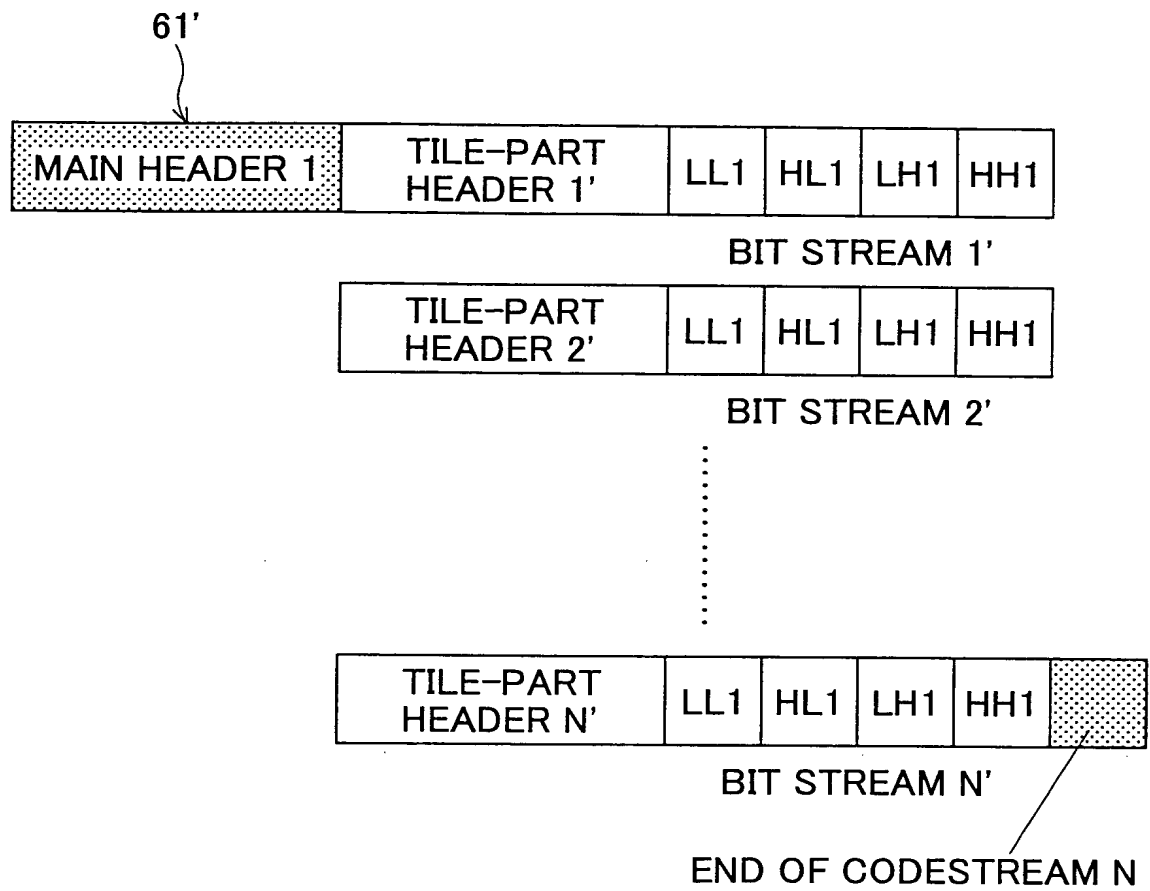 61'
MAIN HEADER 1
TILE-PART
HEADER 1'
LL1 HL1 LH1 HH1
BIT STREAM 1'
TILE-PART
HEADER 2'
LL1 HL1 LH1 HH1
BIT STREAM 2'
TILE-PART
HEADER N'
LL1 HL1 LH1 HH1
BIT STREAM N'
END OF CODESTREAM N